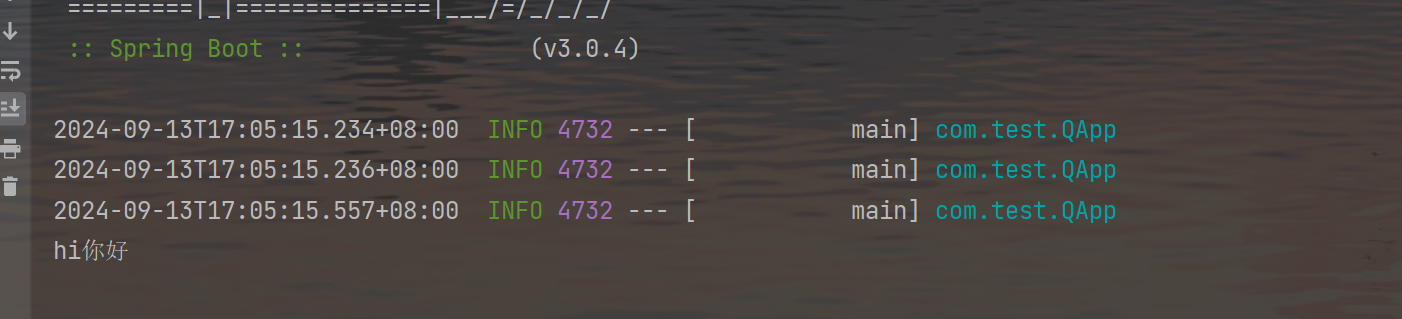 =========|_|==============|___/=/_/_/_/
:: Spring Boot ::                (v3.0.4)
2024-09-13T17:05:15.234+08:00  INFO 4732 --- [           main] com.test.QApp
2024-09-13T17:05:15.236+08:00  INFO 4732 --- [           main] com.test.QApp
2024-09-13T17:05:15.557+08:00  INFO 4732 --- [           main] com.test.QApp
hi你好